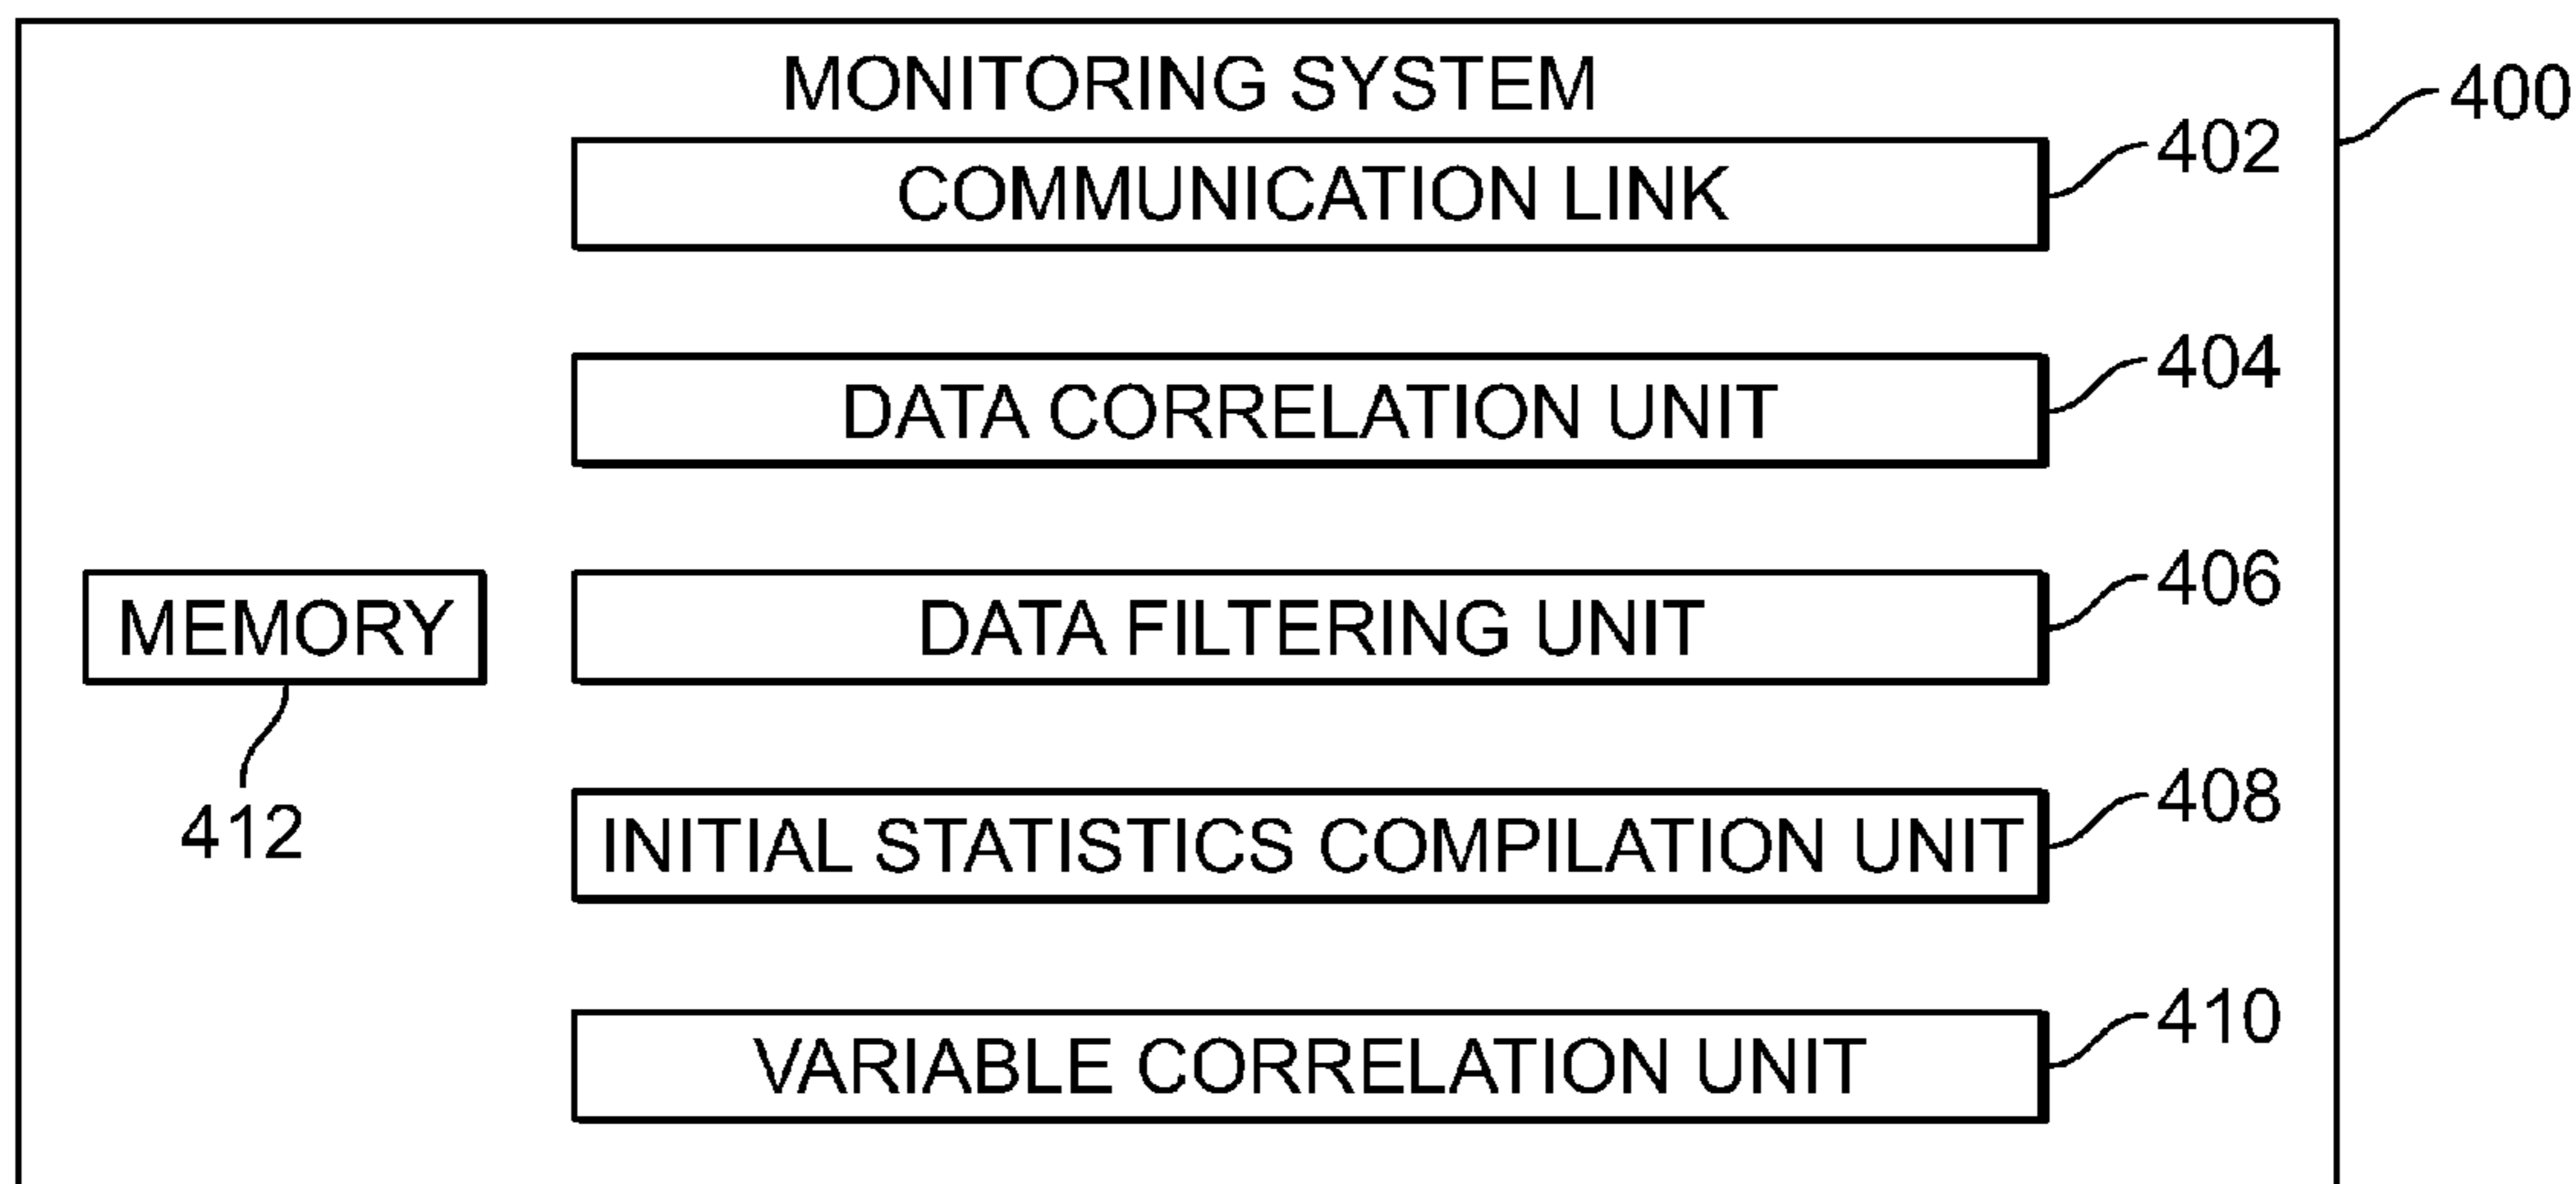 MONITORING SYSTEM
400
COMMUNICATION LINK
402
DATA CORRELATION UNIT
404
MEMORY
412
DATA FILTERING UNIT
406
INITIAL STATISTICS COMPILATION UNIT
408
VARIABLE CORRELATION UNIT
410